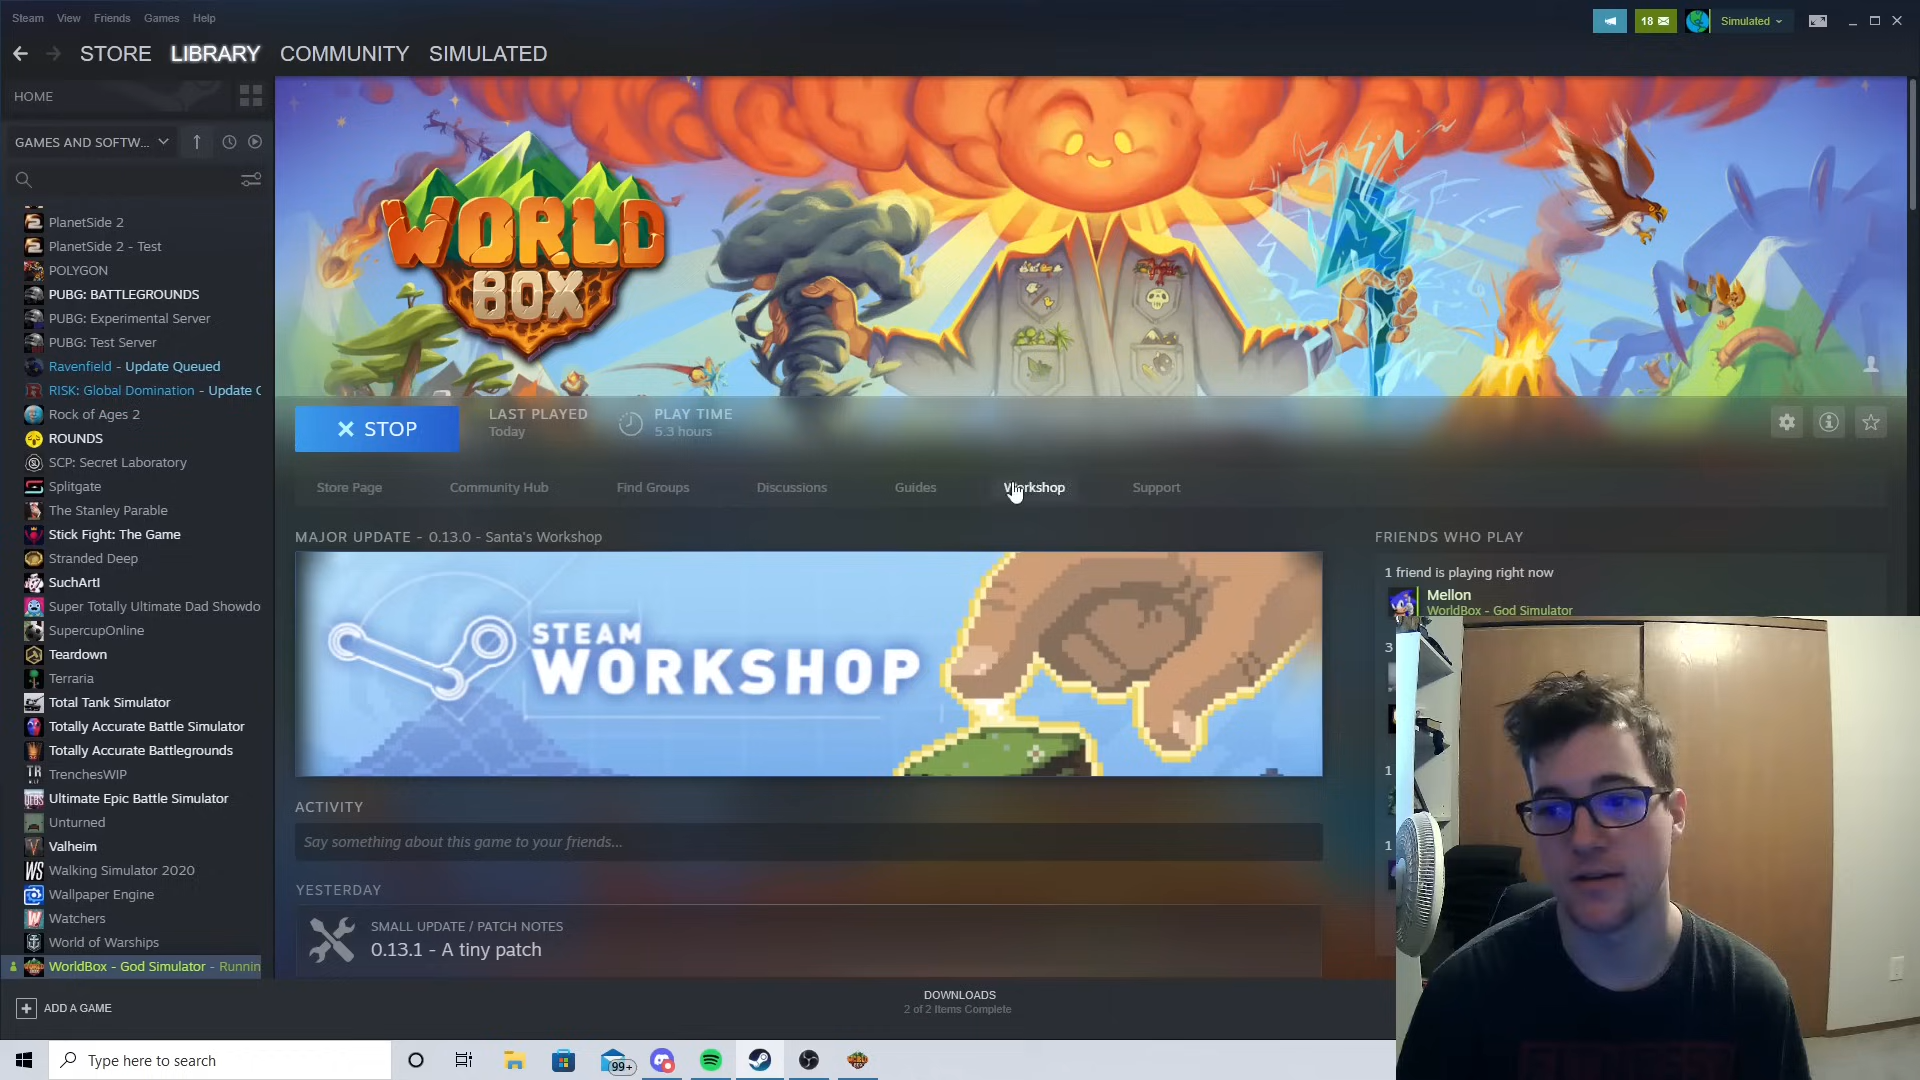 Steam View Friends Games Help
18
Simulated
STORE LIBRARY COMMUNITY SIMULATED
HOME
GAMES AND SOFTW...
PlanetSide 2
PlanetSide 2 - Test
POLYGON
PUBG: BATTLEGROUNDS
PUBG: Experimental Server
PUBG: Test Server
Ravenfield - Update Queued
RISK: Global Domination - Update
Rock of Ages 2
ROUNDS
SCP: Secret Laboratory
Splitgate
The Stanley Parable
Stick Fight: The Game
Stranded Deep
SuchArt!
Super Totally Ultimate Dad Showdo
SupercupOnline
Teardown
Terraria
Total Tank Simulator
Totally Accurate Battle Simulator
Totally Accurate Battlegrounds
TrenchesWIP
Ultimate Epic Battle Simulator
Unturned
Valheim
Walking Simulator 2020
Wallpaper Engine
Watchers
World of Warships
WorldBox - God Simulator - Runnin
ADD A GAME
WORLD
BOX
STOP
LAST PLAYED
Today
PLAY TIME
5.3 hours
Store Page Community Hub Find Groups Discussions Guides Workshop Support
MAJOR UPDATE - 0.13.0 - Santa's Workshop
STEAM
WORKSHOP
ACTIVITY
Say something about this game to your friends...
YESTERDAY
SMALL UPDATE / PATCH NOTES
0.13.1 - A tiny patch
FRIENDS WHO PLAY
1 friend is playing right now
Mellon
WorldBox - God Simulator
3
1
1
DOWNLOADS
2 of 2 Items Complete
Type here to search
99+